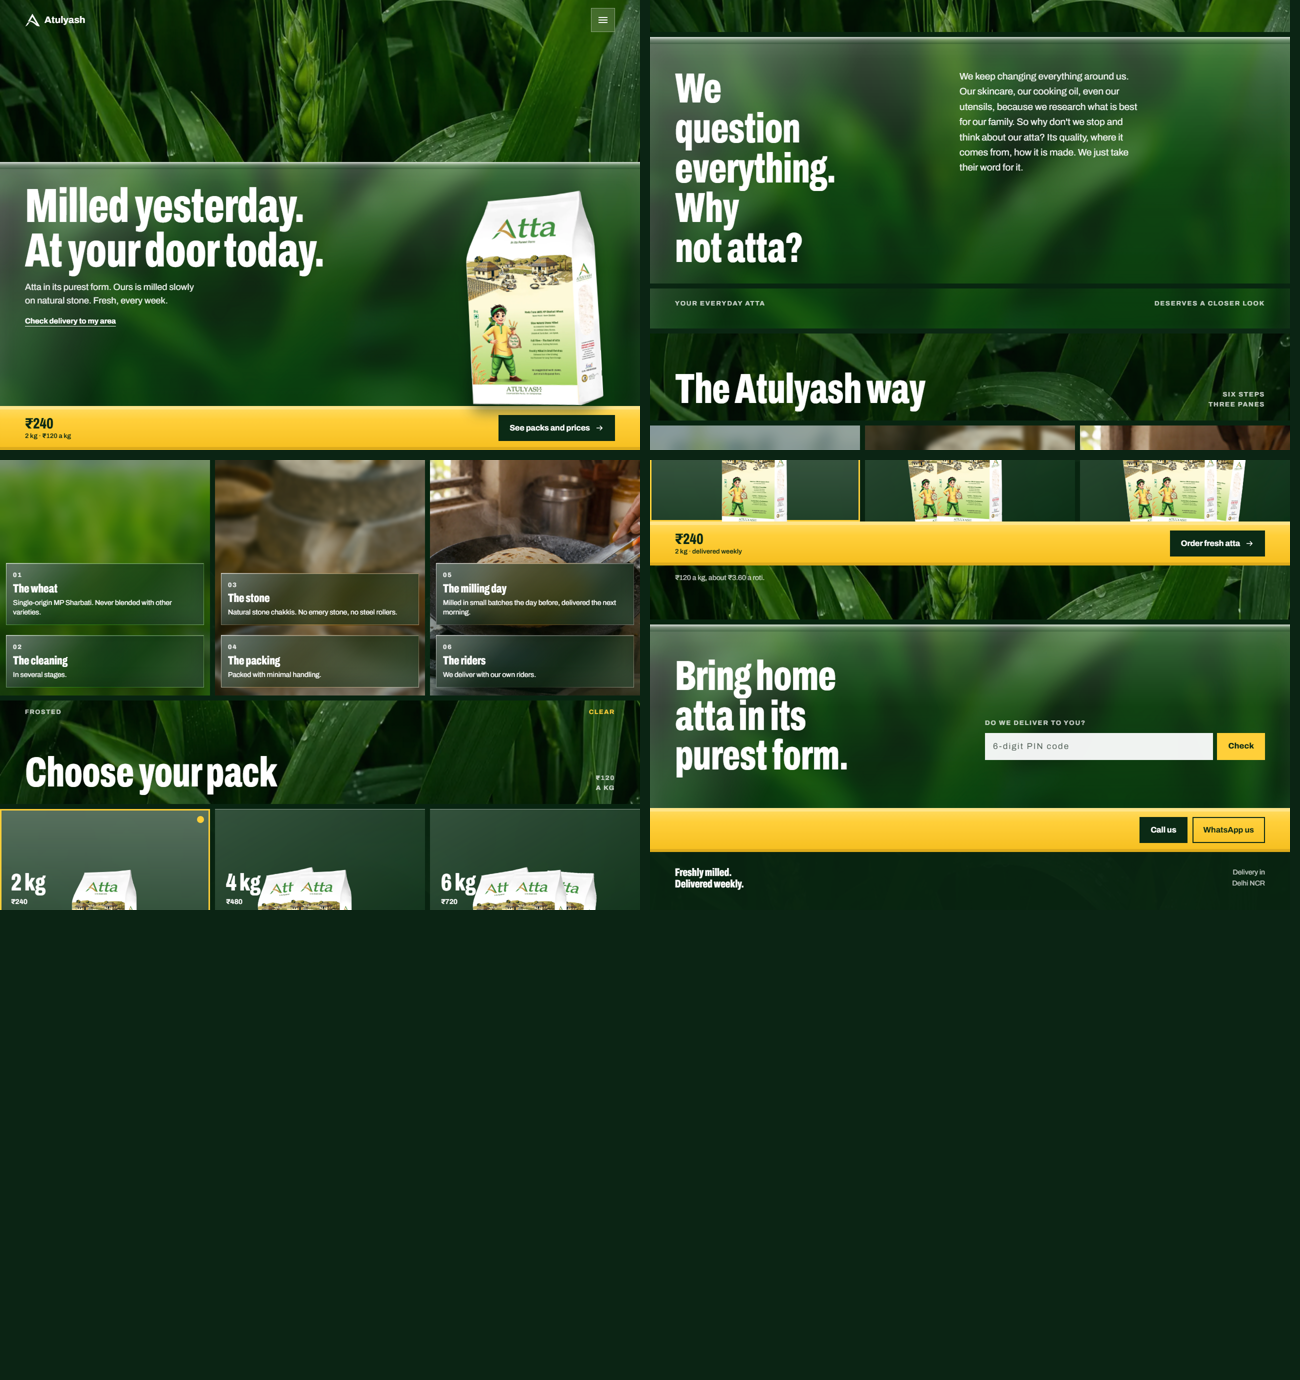 Atulyash
Milled yesterday.
At your door today.
Atta in its purest form. Ours is milled slowly
on natural stone. Fresh, every week.
Check delivery to my area
Atta
ATULYASH
₹240
2 kg · ₹120 a kg
See packs and prices →
We
question
everything.
Why
not atta?
We keep changing everything around us.
Our skincare, our cooking oil, even our
utensils, because we research what is best
for our family. So why don't we stop and
think about our atta? Its quality, where it
comes from, how it is made. We just take
their word for it.
YOUR EVERYDAY ATTA
DESERVES A CLOSER LOOK
The Atulyash way
SIX STEPS
THREE PANES
01
The wheat
Single-origin MP Sharbati. Never blended with other
varieties.
02
The cleaning
In several stages.
03
The stone
Natural stone chakkis. No emery stone, no steel rollers.
04
The packing
Packed with minimal handling.
05
The milling day
Milled in small batches the day before, delivered the next
morning.
06
The riders
We deliver with our own riders.
FROSTED
CLEAR
Choose your pack
₹120
A KG
2 kg
₹240
Atta
4 kg
₹480
Att
Atta
6 kg
₹720
Att
Atta
₹240
2 kg · delivered weekly
Order fresh atta →
₹120 a kg, about ₹3.60 a roti.
Bring home
atta in its
purest form.
DO WE DELIVER TO YOU?
6-digit PIN code
Check
Call us
WhatsApp us
Freshly milled.
Delivered weekly.
Delivery in
Delhi NCR